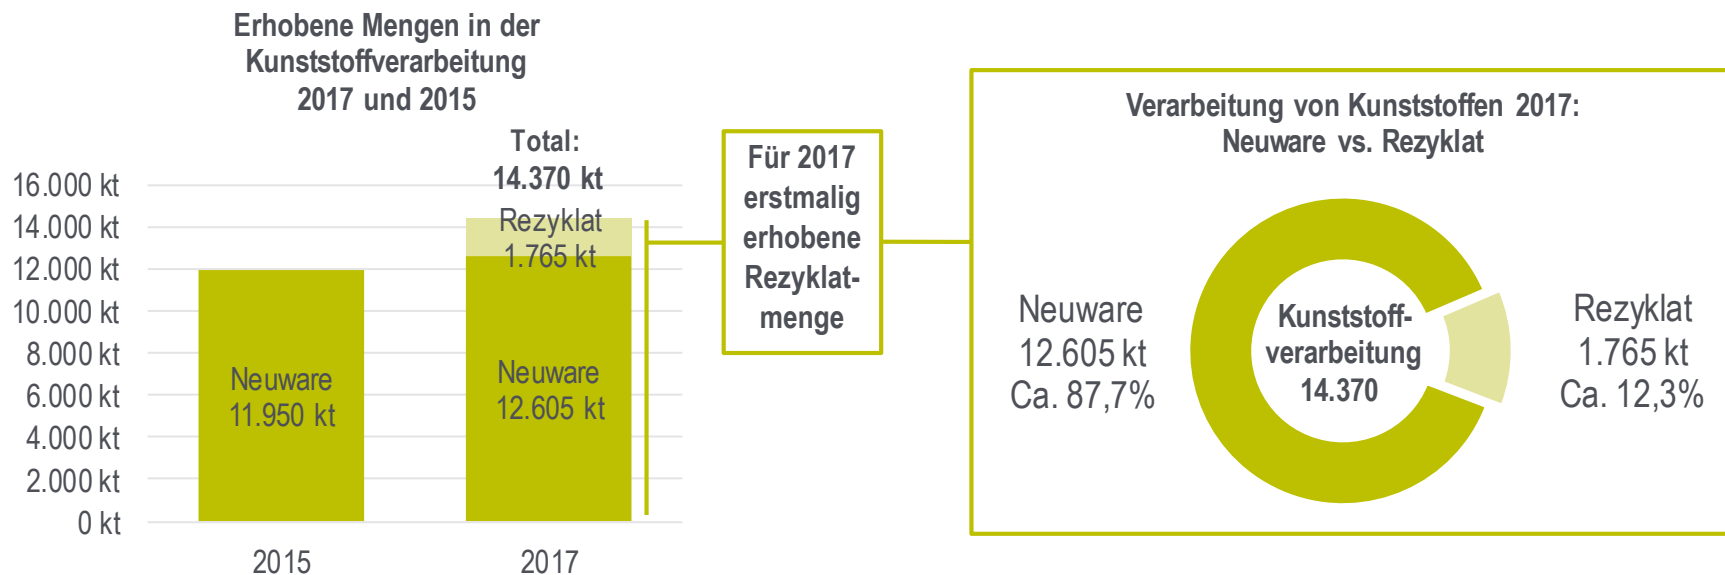 Erhobene Mengen in der
Kunststoffverarbeitung
2017 und 2015
Total:
14.370 kt
16.000 kt
14.000 kt
12.000 kt
10.000 kt
8.000 kt
6.000 kt
4.000 kt
2.000 kt
0 kt
Neuware
11.950 kt
Rezyklat
1.765 kt
Neuware
12.605 kt
2015
2017
Für 2017
erstmalig
erhobene
Rezyklat-
menge
Verarbeitung von Kunststoffen 2017:
Neuware vs. Rezyklat
Neuware
12.605 kt
Ca. 87,7%
Kunststoff-
verarbeitung
14.370
Rezyklat
1.765 kt
Ca. 12,3%